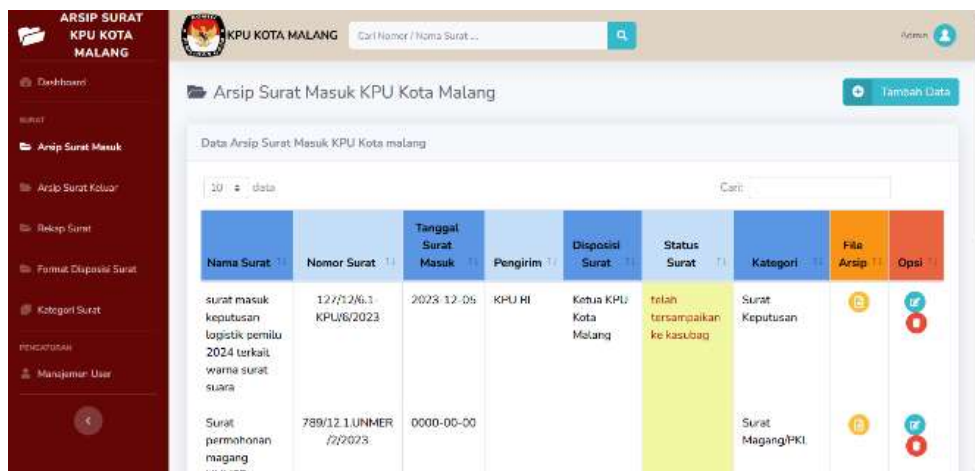 ARSIP SURAT
KPU KOTA
MALANG
KPU KOTA MALANG
Cari Nomor / Nama Surat ...
Admin
Dashboard
Arsip Surat Masuk KPU Kota Malang
Tambah Data
SURAT
Arsip Surat Masuk
Arsip Surat Keluar
Rekap Surat
Format Disposisi Surat
Kategori Surat
PENGATURAN
Manajemen User
Data Arsip Surat Masuk KPU Kota malang
10 data
Cari:
Nama Surat
Nomor Surat
Tanggal
Surat
Masuk
Pengirim
Disposisi
Surat
Status
Surat
Kategori
File
Arsip
Opsi
surat masuk
keputusan
logistik pemilu
2024 terkait
warna surat
suara
127/12/6.1-
KPU/6/2023
2023-12-05
KPU RI
Ketua KPU
Kota
Malang
telah
tersampaikan
ke kasubag
Surat
Keputusan
Surat
permohonan
magang
789/12.1.UNMER
/2/2023
0000-00-00
Surat
Magang/PKL